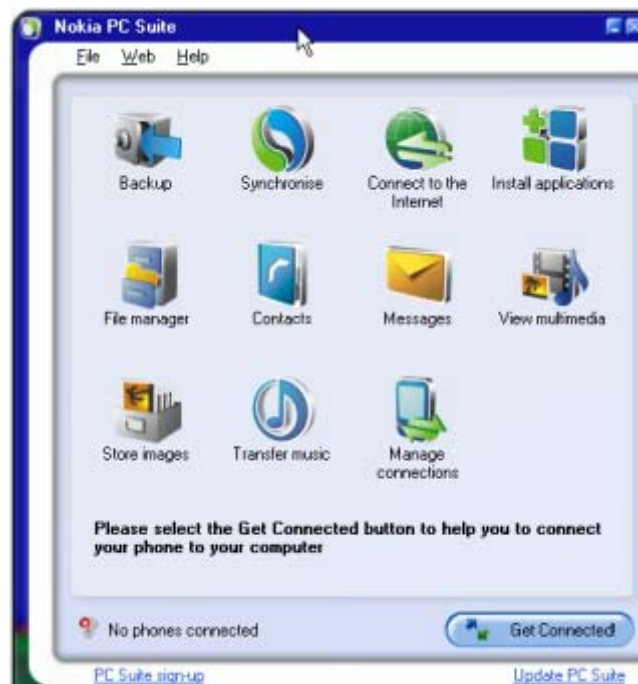 Nokia PC Suite
File Web Help
Backup
Synchronise
Connect to the
Internet
Install applications
File manager
Contacts
Messages
View multimedia
Store images
Transfer music
Manage
connections
Please select the Get Connected button to help you to connect
your phone to your computer
No phones connected
Get Connected!
PC Suite sign-up
Update PC Suite